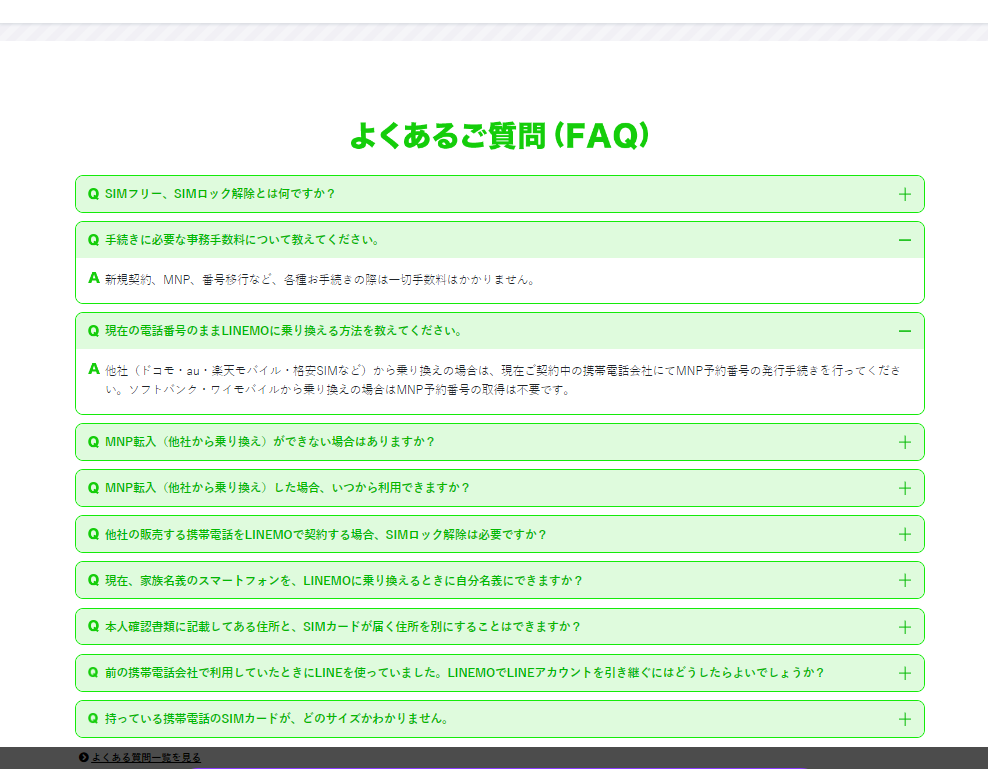 よくあるご質問（FAQ）
Q SIMフリー、SIMロック解除とは何ですか？
Q 手続きに必要な事務手数料について教えてください。
A 新規契約、MNP、番号移行など、各種お手続きの際は一切手数料はかかりません。
Q 現在の電話番号のままLINEMOに乗り換える方法を教えてください。
A 他社（ドコモ・au・楽天モバイル・格安SIMなど）から乗り換えの場合は、現在ご契約中の携帯電話会社にてMNP予約番号の発行手続きを行ってくださ
い。ソフトバンク・ワイモバイルから乗り換えの場合はMNP予約番号の取得は不要です。
Q MNP転入（他社から乗り換え）ができない場合はありますか？
Q MNP転入（他社から乗り換え）した場合、いつから利用できますか？
Q 他社の販売する携帯電話をLINEMOで契約する場合、SIMロック解除は必要ですか？
Q 現在、家族名義のスマートフォンを、LINEMOに乗り換えるときに自分名義にできますか？
Q 本人確認書類に記載してある住所と、SIMカードが届く住所を別にすることはできますか？
Q 前の携帯電話会社で利用していたときにLINEを使っていました。LINEMOでLINEアカウントを引き継ぐにはどうしたらよいでしょうか？
Q 持っている携帯電話のSIMカードが、どのサイズかわかりません。
よくある質問一覧を見る